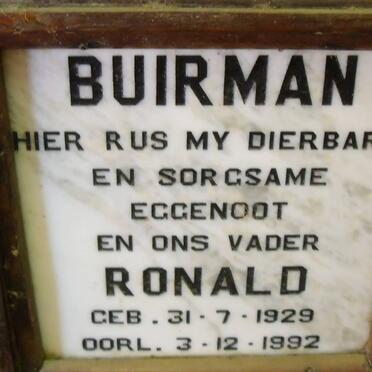 BUIRMAN
HIER RUS MY DIERBAR
EN SORGSAME
EGGENOOT
EN ONS VADER
RONALD
GEB. 31-7-1929
OORL. 3-12-1992